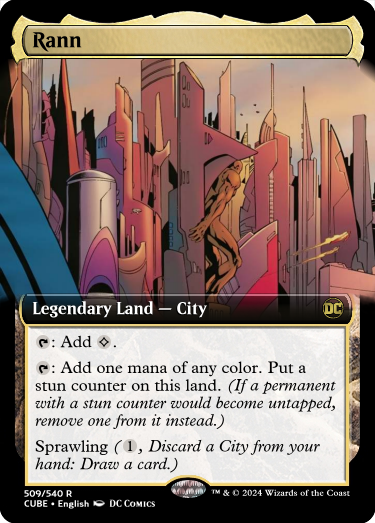 Rann
Legendary Land — City
DC
T: Add C.
T: Add one mana of any color. Put a
stun counter on this land. (If a permanent
with a stun counter would become untapped,
remove one from it instead.)
Sprawling (1, Discard a City from your
hand: Draw a card.)
509/540 R
CUBE • English DC COMICS
™ & © 2024 Wizards of the Coast